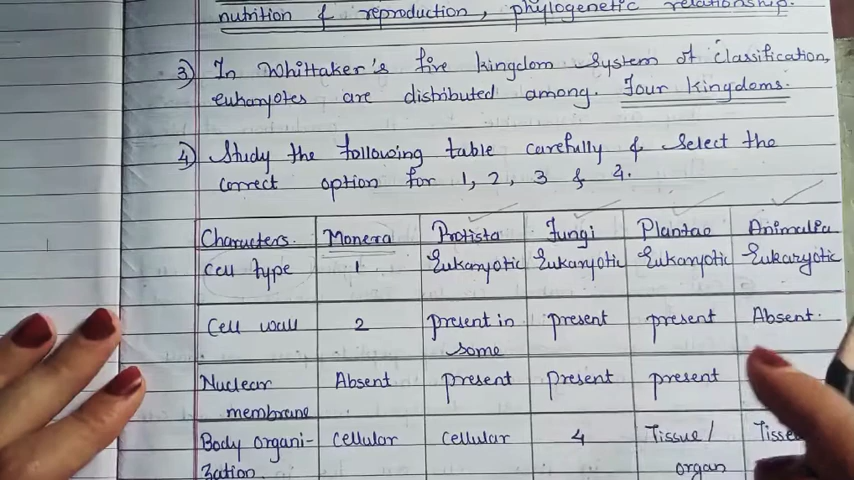 nutrition & reproduction, phylogenetic relationship.
3) In Whittaker's five kingdom System of Classification,
eukaryotes are distributed among. Four kingdoms.
4) Study the following table carefully & Select the
correct option for 1, 2, 3 & 4.
Characters. Monera Protista Fungi Plantae Animalia
Cell type 1 Eukaryotic Eukaryotic Eukaryotic Eukaryotic
Cell wall 2 present in some present present Absent.
Nuclear membrane Absent present present present
Body organi-zation cellular cellular 4 Tissue/ organ